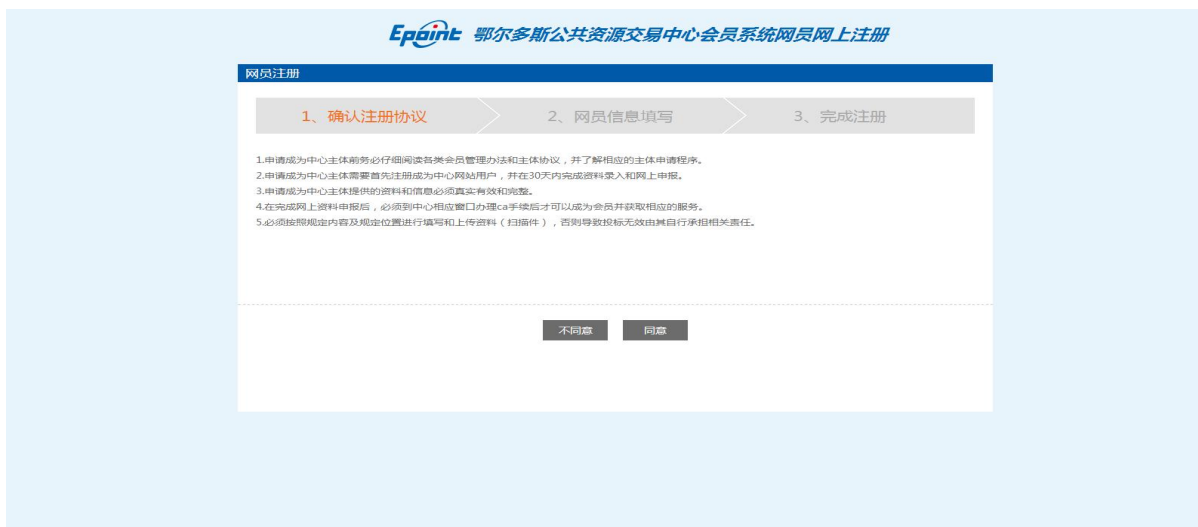 Epoint 鄂尔多斯公共资源交易中心会员系统网员网上注册
网员注册
1、确认注册协议 2、网员信息填写 3、完成注册
1.申请成为中心主体前务必仔细阅读各类会员管理办法和主体协议，并了解相应的主体申请程序。
2.申请成为中心主体需要首先注册成为中心网站用户，并在30天内完成资料录入和网上申报。
3.申请成为中心主体提供的资料和信息必须真实有效和完整。
4.在完成网上资料申报后，必须到中心相应窗口办理ca手续后才可以成为会员并获取相应的服务。
5.必须按照规定内容及规定位置进行填写和上传资料（扫描件），否则导致投标无效由其自行承担相关责任。
不同意 同意